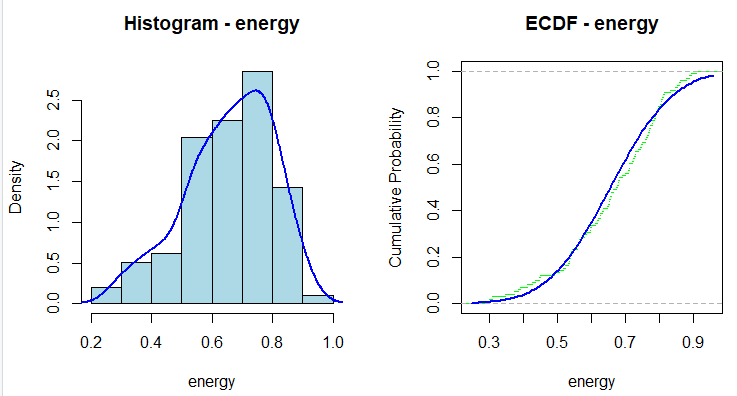 Histogram - energy
Density
0.0 0.5 1.0 1.5 2.0 2.5
0.2 0.4 0.6 0.8 1.0
energy
ECDF - energy
Cumulative Probability
0.0 0.2 0.4 0.6 0.8 1.0
0.3 0.5 0.7 0.9
energy